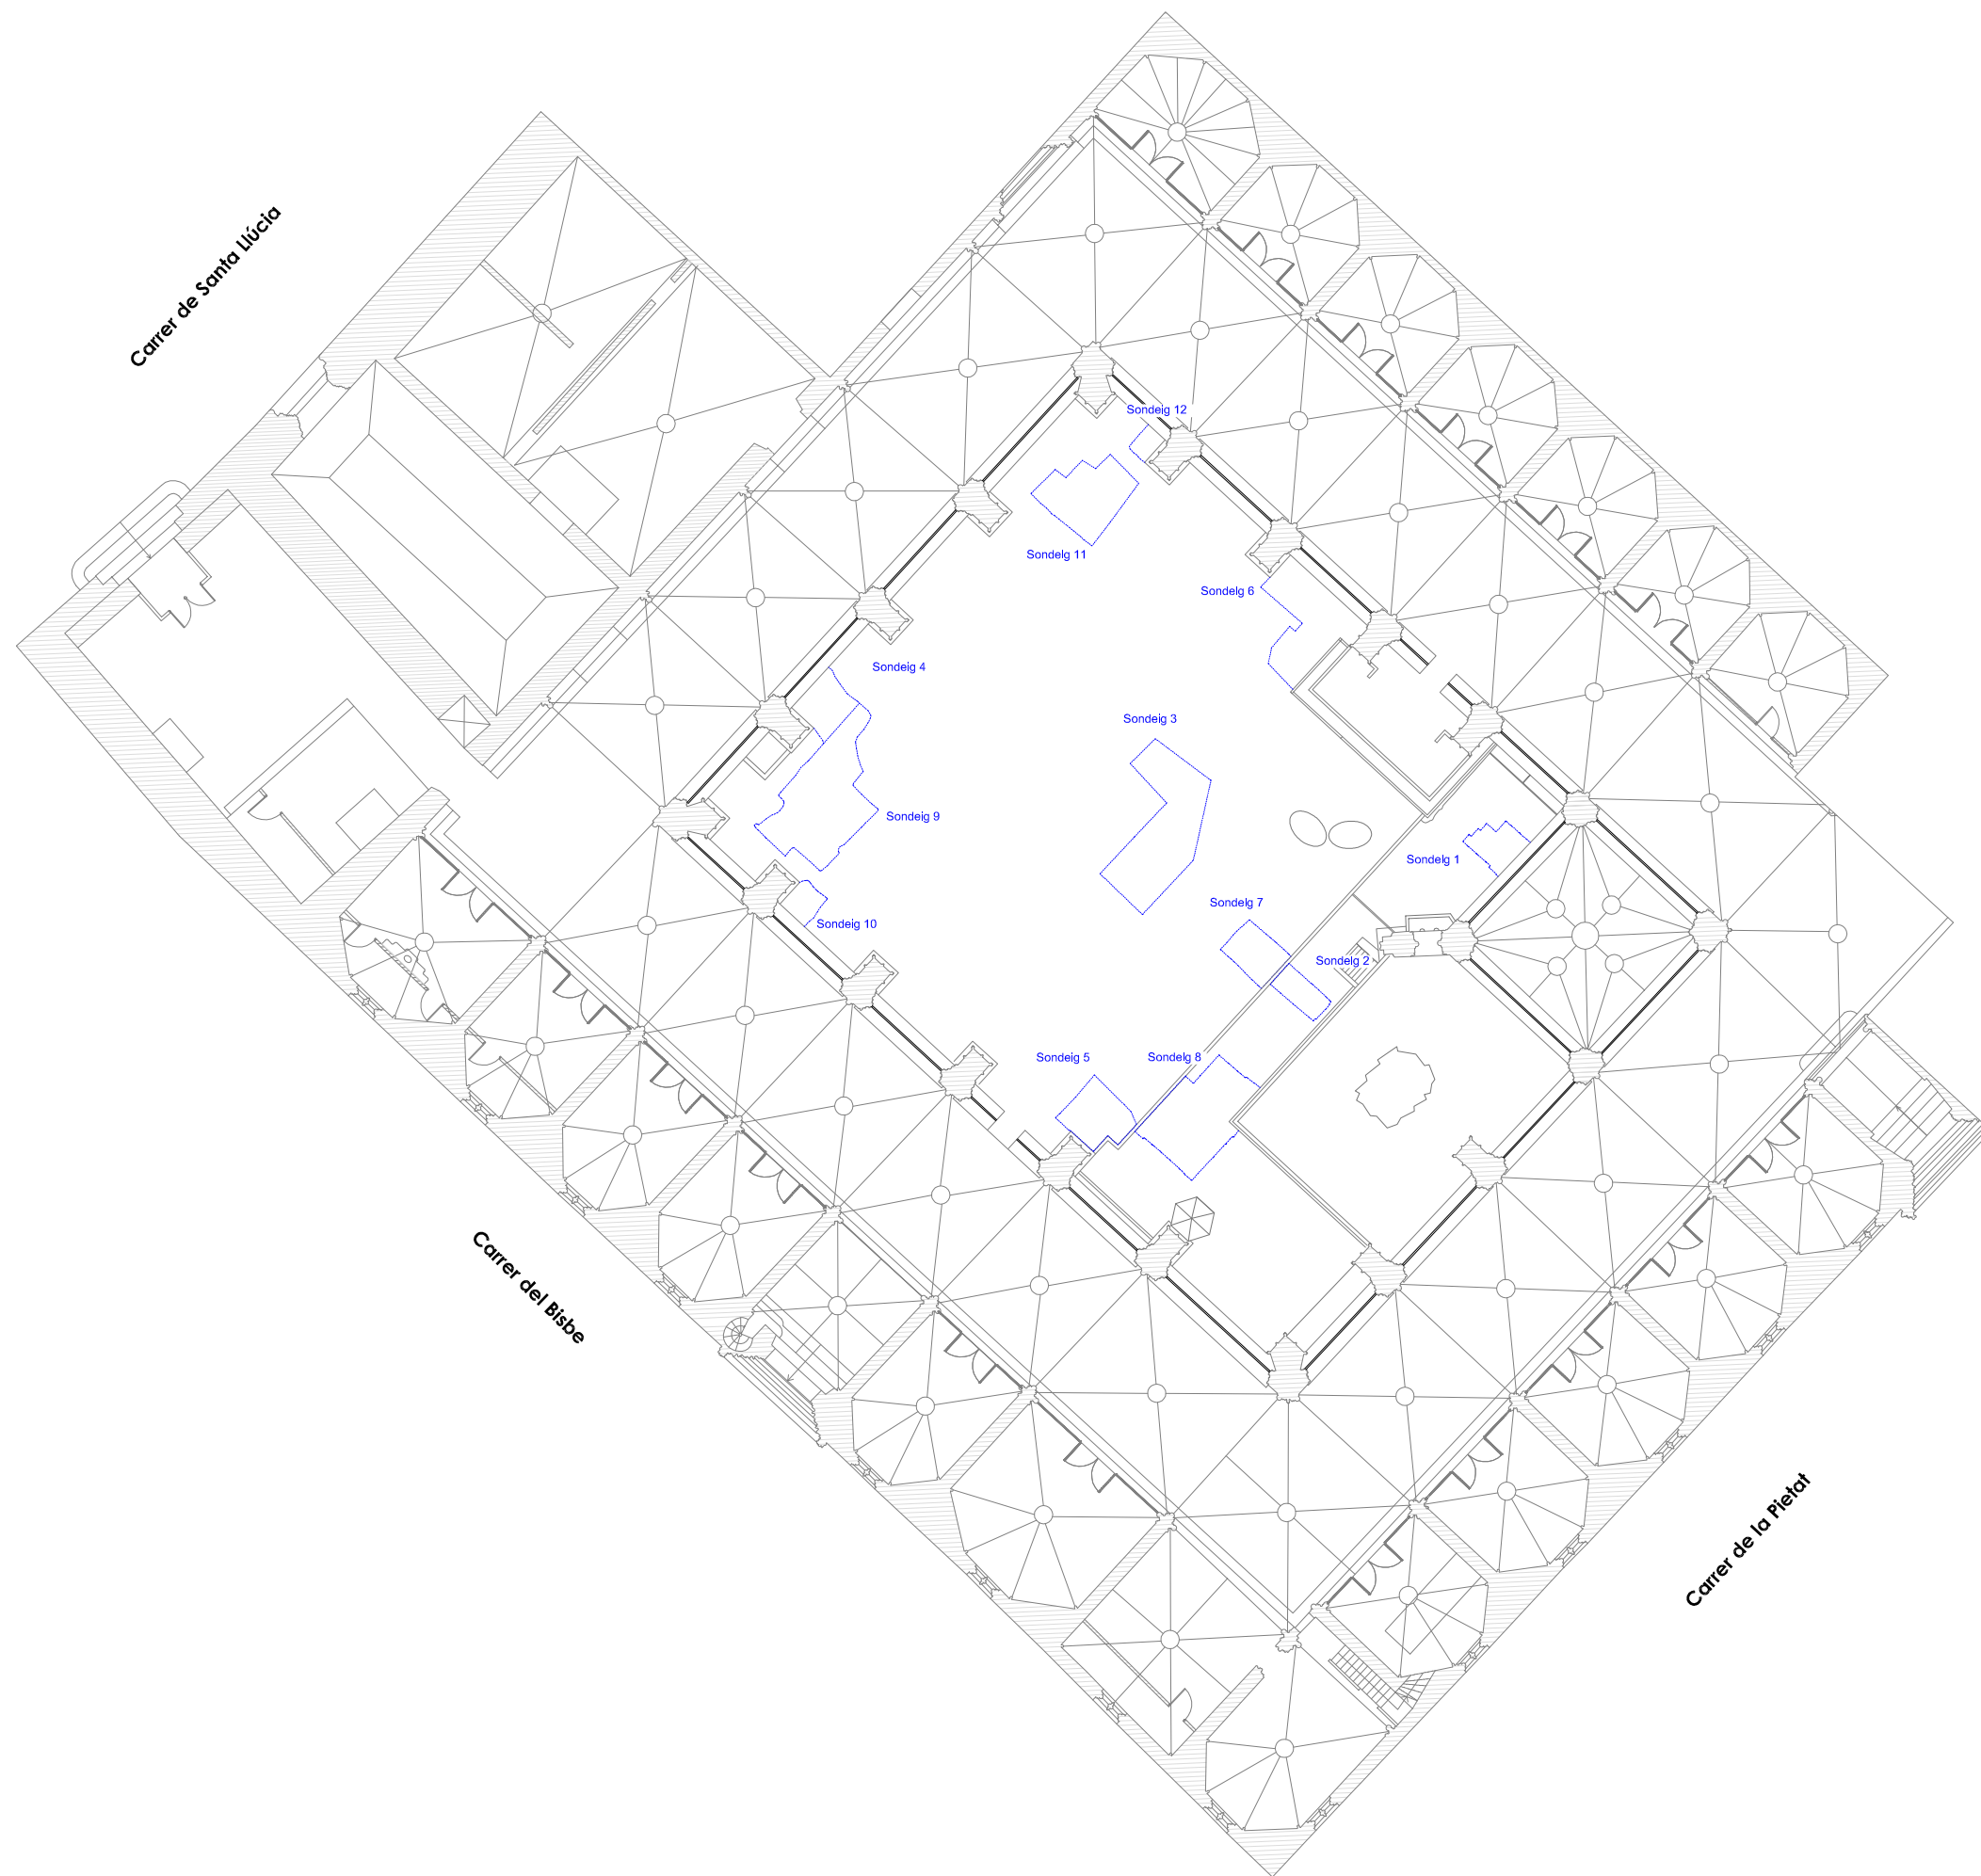 Carrer de Santa Llúcia
Sondeig 12
Sondeig 11
Sondeig 6
Sondeig 4
Sondeig 3
Sondeig 9
Sondeig 1
Sondeig 7
Sondeig 10
Sondeig 2
Sondeig 5
Sondeig 8
Carrer del Bisbe
Carrer de la Pietat